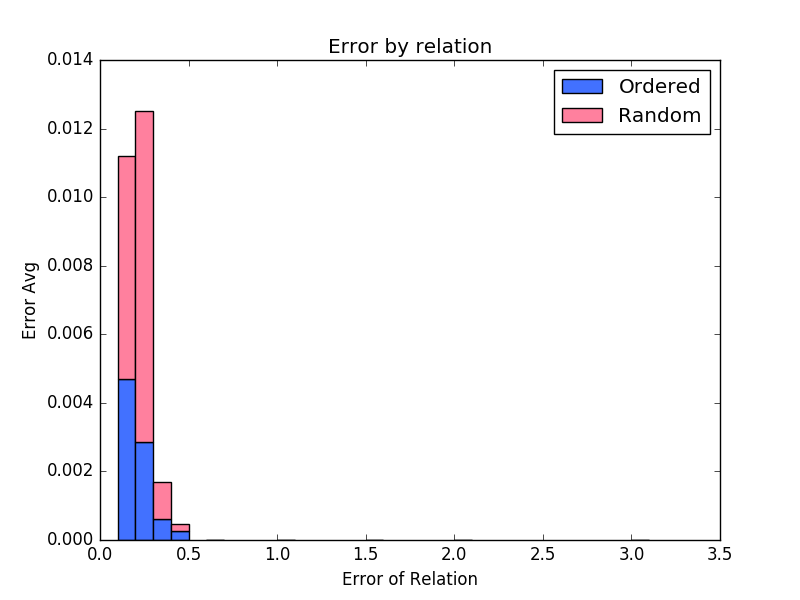 Error by relation
Ordered
Random
Error Avg
0.014
0.012
0.010
0.008
0.006
0.004
0.002
0.000
0.0 0.5 1.0 1.5 2.0 2.5 3.0 3.5
Error of Relation